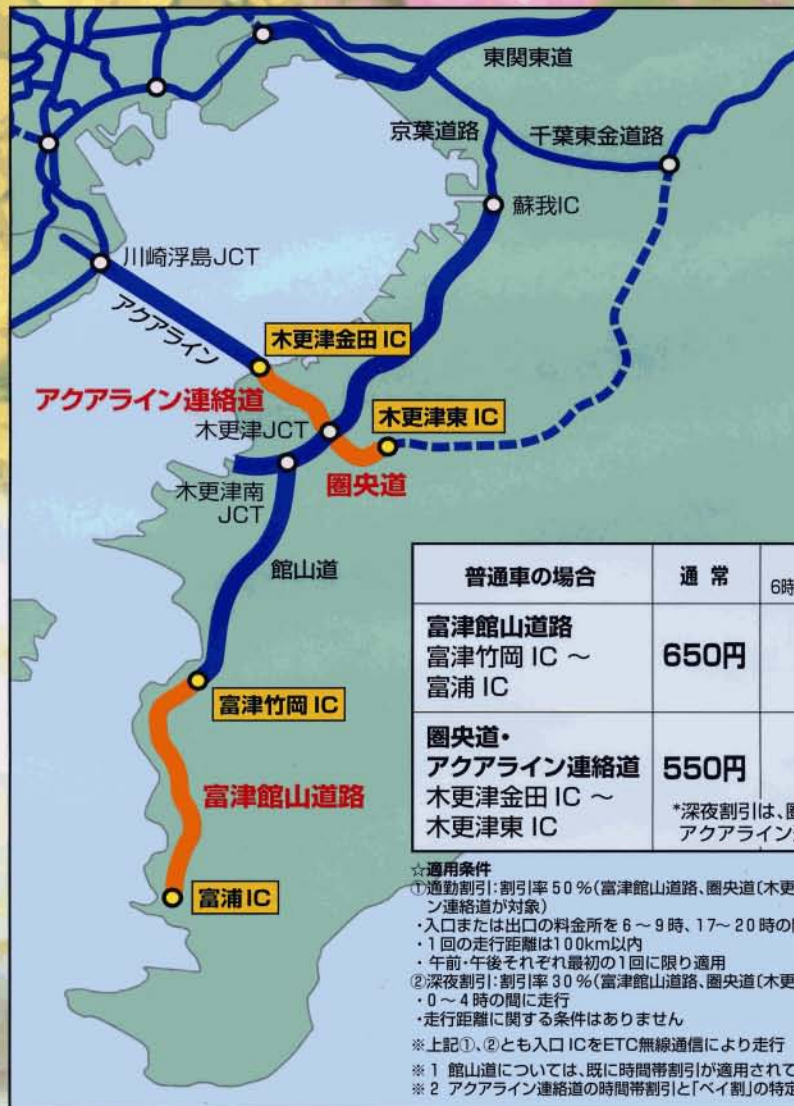 東関東道
京葉道路
千葉東金道路
蘇我IC
川崎浮島JCT
アクアライン
木更津金田 IC
アクアライン連絡道
木更津東 IC
木更津JCT
圏央道
木更津南
JCT
館山道
富津竹岡 IC
富津館山道路
富浦 IC
普通車の場合
通 常
6時
富津館山道路
富津竹岡 IC ～
富浦 IC
650円
圏央道・
アクアライン連絡道
木更津金田 IC ～
木更津東 IC
550円
*深夜割引は、圏
アクアライン
☆適用条件
①通勤割引：割引率50％(富津館山道路、圏央道〔木更
ン連絡道が対象)
・入口または出口の料金所を6～9時、17～20時の
・1回の走行距離は100km以内
・午前・午後それぞれ最初の1回に限り適用
②深夜割引：割引率30％(富津館山道路、圏央道〔木更
・0～4時の間に走行
・走行距離に関する条件はありません
※上記①、②とも入口ICをETC無線通信により走行
※1 館山道については、既に時間帯割引が適用されて
※2 アクアライン連絡道の時間帯割引と「ベイ割」の特定